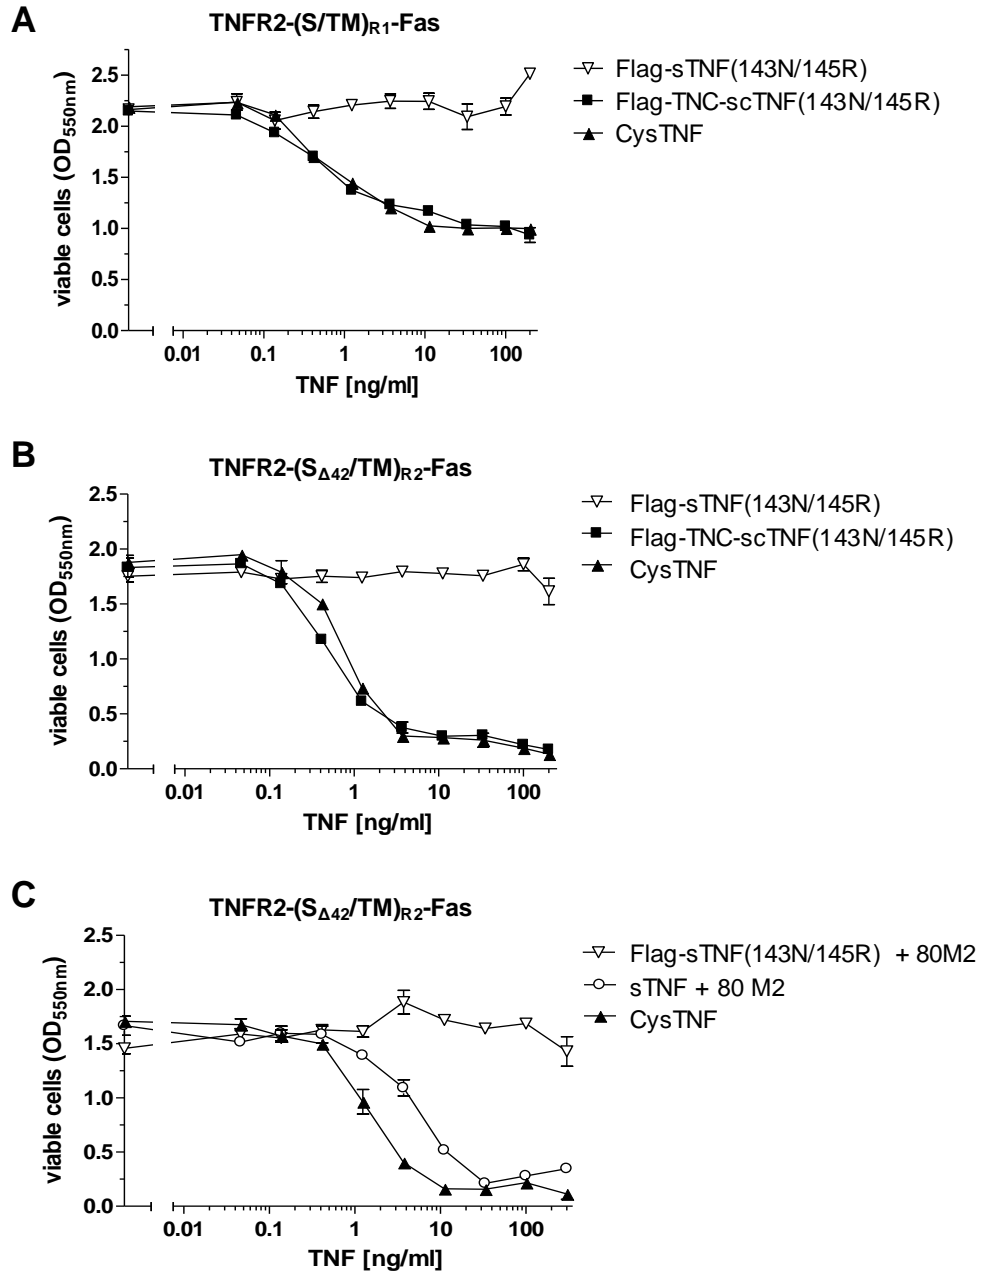 A
TNFR2-(S/TM)R1-Fas
viable cells (OD550nm)
2.5
2.0
1.5
1.0
0.5
0.0
0.01 0.1 1 10 100
TNF [ng/ml]
Flag-sTNF(143N/145R)
Flag-TNC-scTNF(143N/145R)
CysTNF
B
TNFR2-(SΔ42/TM)R2-Fas
viable cells (OD550nm)
2.5
2.0
1.5
1.0
0.5
0.0
0.01 0.1 1 10 100
TNF [ng/ml]
Flag-sTNF(143N/145R)
Flag-TNC-scTNF(143N/145R)
CysTNF
C
TNFR2-(SΔ42/TM)R2-Fas
viable cells (OD550nm)
2.5
2.0
1.5
1.0
0.5
0.0
0.01 0.1 1 10 100
TNF [ng/ml]
Flag-sTNF(143N/145R) + 80M2
sTNF + 80 M2
CysTNF